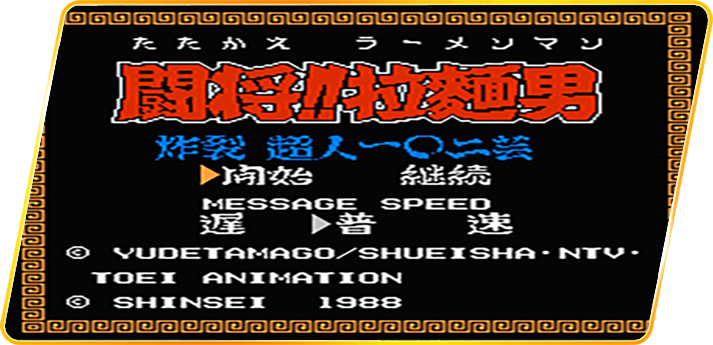 たたかえ ラーメンマン
闘将!!拉麵男
炸裂 超人一〇二芸
▶開始 継続
MESSAGE SPEED
遅 ▶普 速
© YUDETAMAGO/SHUEISHA·NTV·
TOEI ANIMATION
© SHINSEI 1988